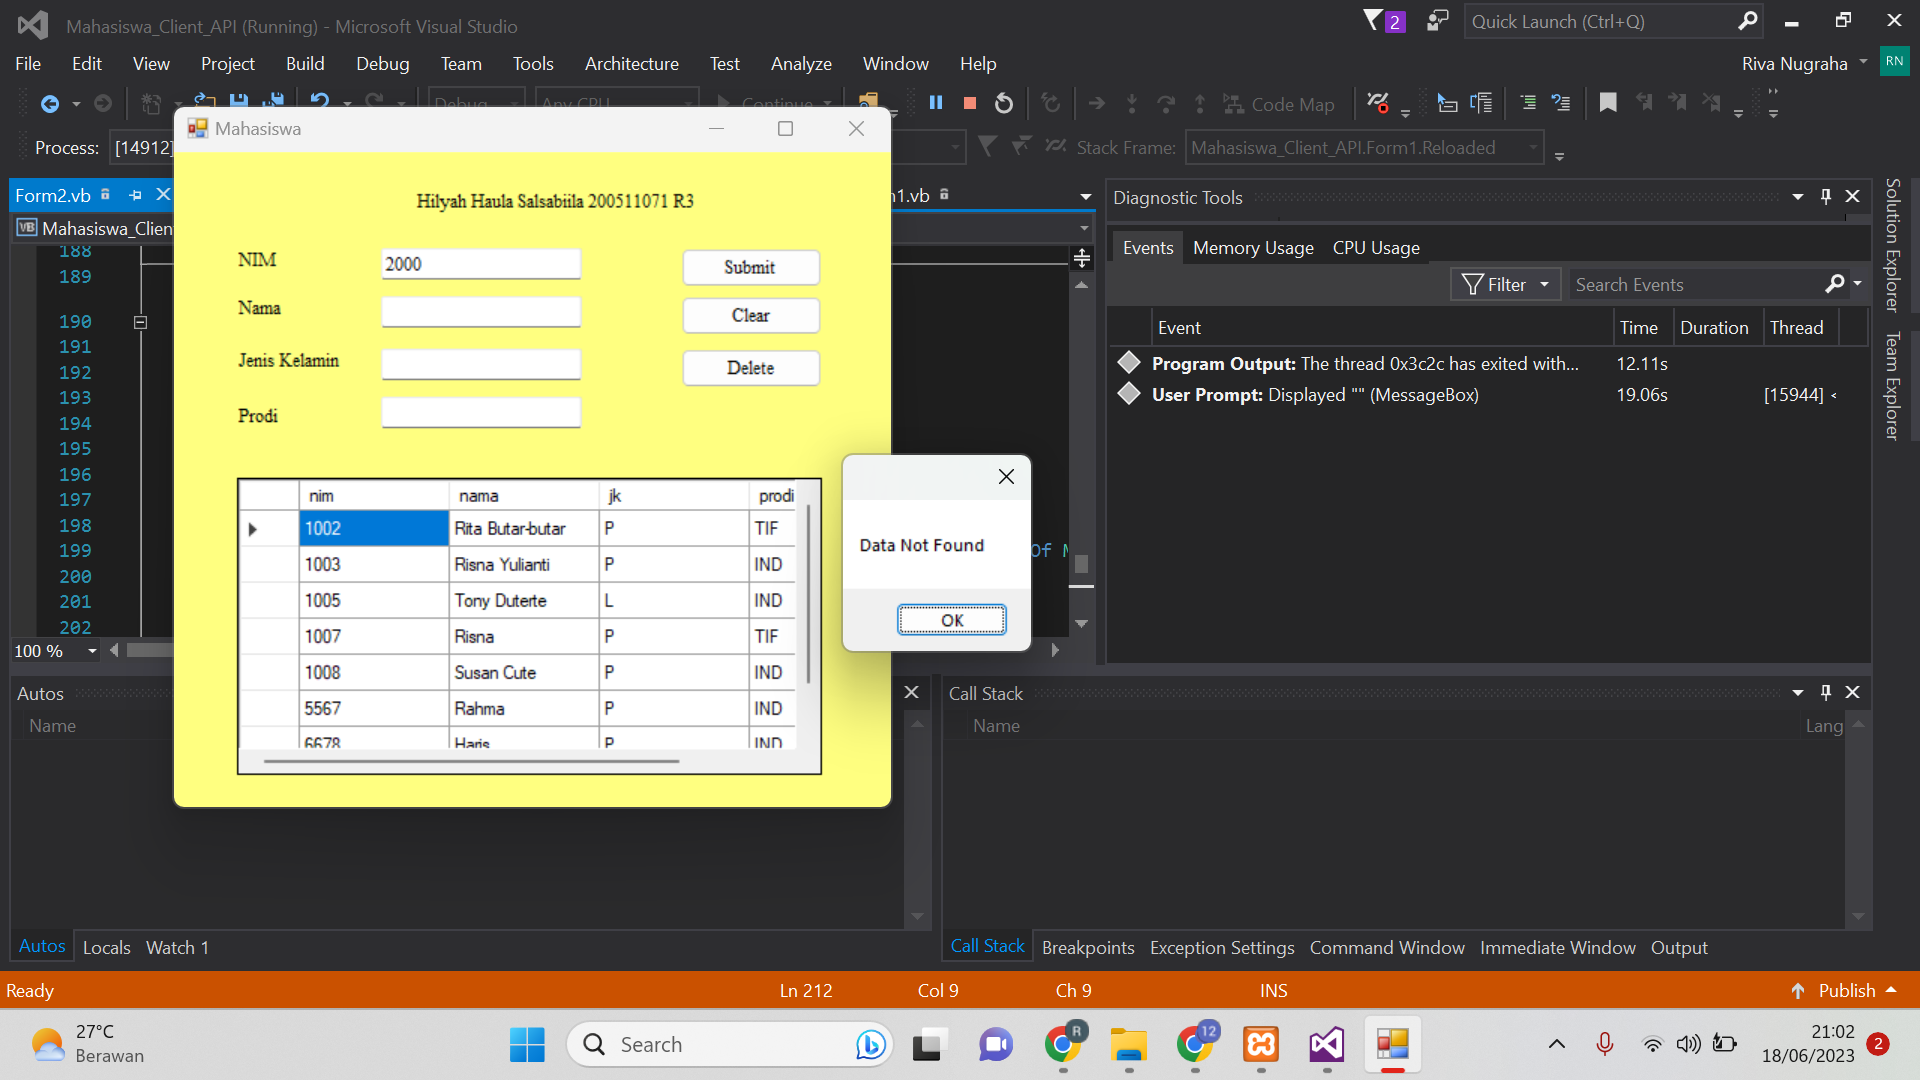 Mahasiswa_Client_API (Running) - Microsoft Visual Studio
2
Quick Launch (Ctrl+Q)
File Edit View Project Build Debug Team Tools Architecture Test Analyze Window Help
Riva Nugraha RN
Debug Any CPU Continue Code Map
Process: [14912] Stack Frame: Mahasiswa_Client_API.Form1.Reloaded
Mahasiswa
Form2.vb
1.vb
VB Mahasiswa_Clien
Hilyah Haula Salsabiila 200511071 R3
NIM 2000 Submit
Nama Clear
Jenis Kelamin Delete
Prodi
nim nama jk prodi
1002 Rita Butar-butar P TIF
1003 Risna Yulianti P IND
1005 Tony Duterte L IND
1007 Risna P TIF
1008 Susan Cute P IND
5567 Rahma P IND
6678 Haris P IND
Data Not Found
OK
188
189
190
191
192
193
194
195
196
197
198
199
200
201
202
Of M
100 %
Diagnostic Tools
Events Memory Usage CPU Usage
Filter Search Events
Event Time Duration Thread
Program Output: The thread 0x3c2c has exited with... 12.11s
User Prompt: Displayed "" (MessageBox) 19.06s [15944] <
Solution Explorer
Team Explorer
Autos
Name
Call Stack
Name Lang
Autos Locals Watch 1
Call Stack Breakpoints Exception Settings Command Window Immediate Window Output
Ready Ln 212 Col 9 Ch 9 INS Publish
27°C
Berawan
Search
R
12
21:02
18/06/2023
2